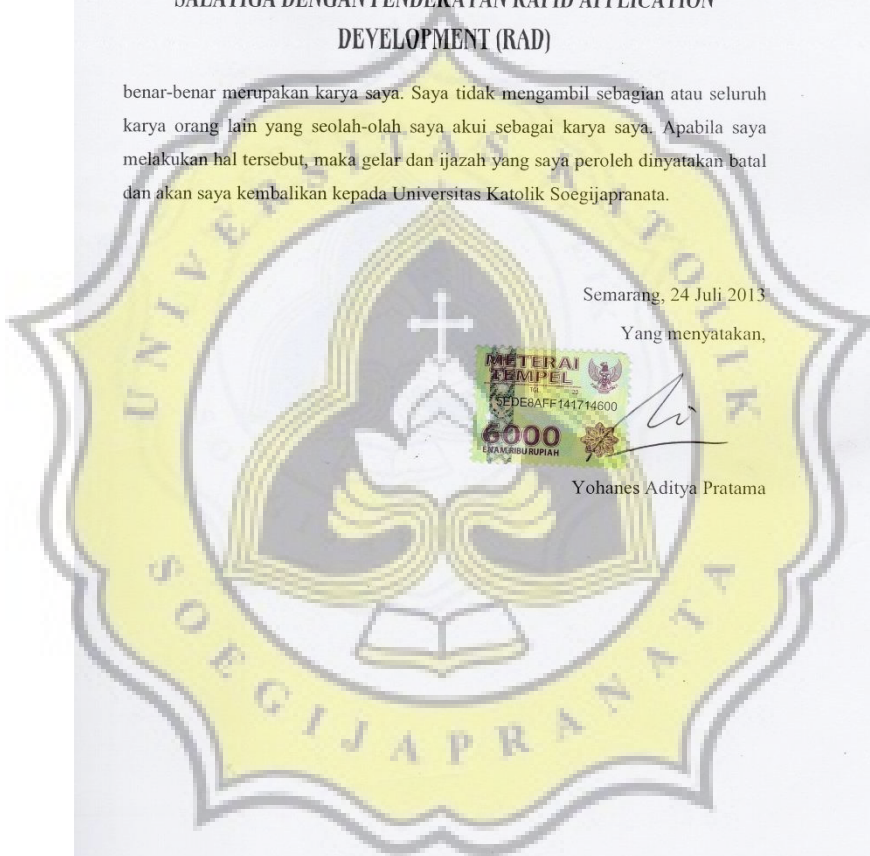 SALATIGA DENGAN PENDEKATAN RAPID APPLICATION
DEVELOPMENT (RAD)
benar-benar merupakan karya saya. Saya tidak mengambil sebagian atau seluruh
karya orang lain yang seolah-olah saya akui sebagai karya saya. Apabila saya
melakukan hal tersebut, maka gelar dan ijazah yang saya peroleh dinyatakan batal
dan akan saya kembalikan kepada Universitas Katolik Soegijapranata.
Semarang, 24 Juli 2013
Yang menyatakan,
METERAI
TEMPEL
5EDE8AFF141714600
6000
ENAM RIBU RUPIAH
Yohanes Aditya Pratama
UNIVERSITAS KATOLIK
SOEGIJAPRANATA